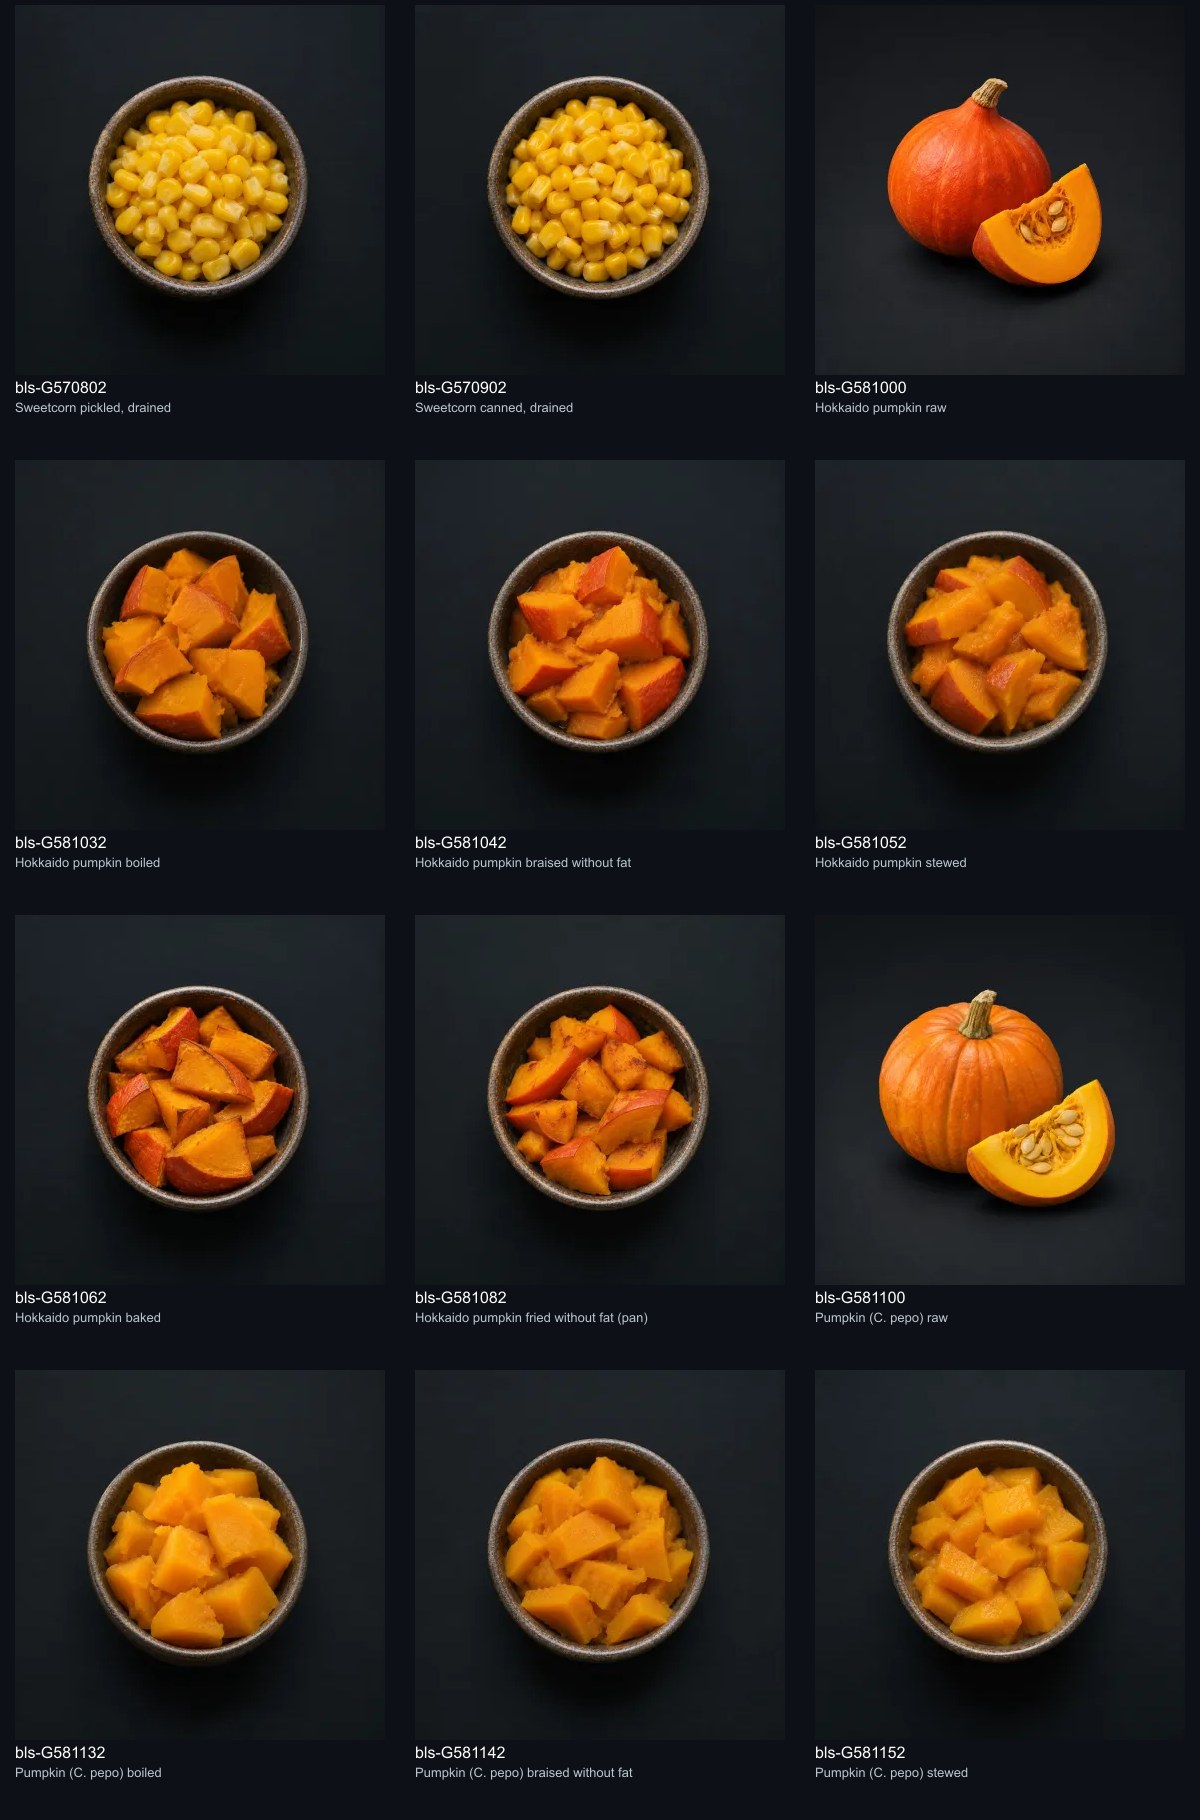 bls-G570802
Sweetcorn pickled, drained
bls-G570902
Sweetcorn canned, drained
bls-G581000
Hokkaido pumpkin raw
bls-G581032
Hokkaido pumpkin boiled
bls-G581042
Hokkaido pumpkin braised without fat
bls-G581052
Hokkaido pumpkin stewed
bls-G581062
Hokkaido pumpkin baked
bls-G581082
Hokkaido pumpkin fried without fat (pan)
bls-G581100
Pumpkin (C. pepo) raw
bls-G581132
Pumpkin (C. pepo) boiled
bls-G581142
Pumpkin (C. pepo) braised without fat
bls-G581152
Pumpkin (C. pepo) stewed